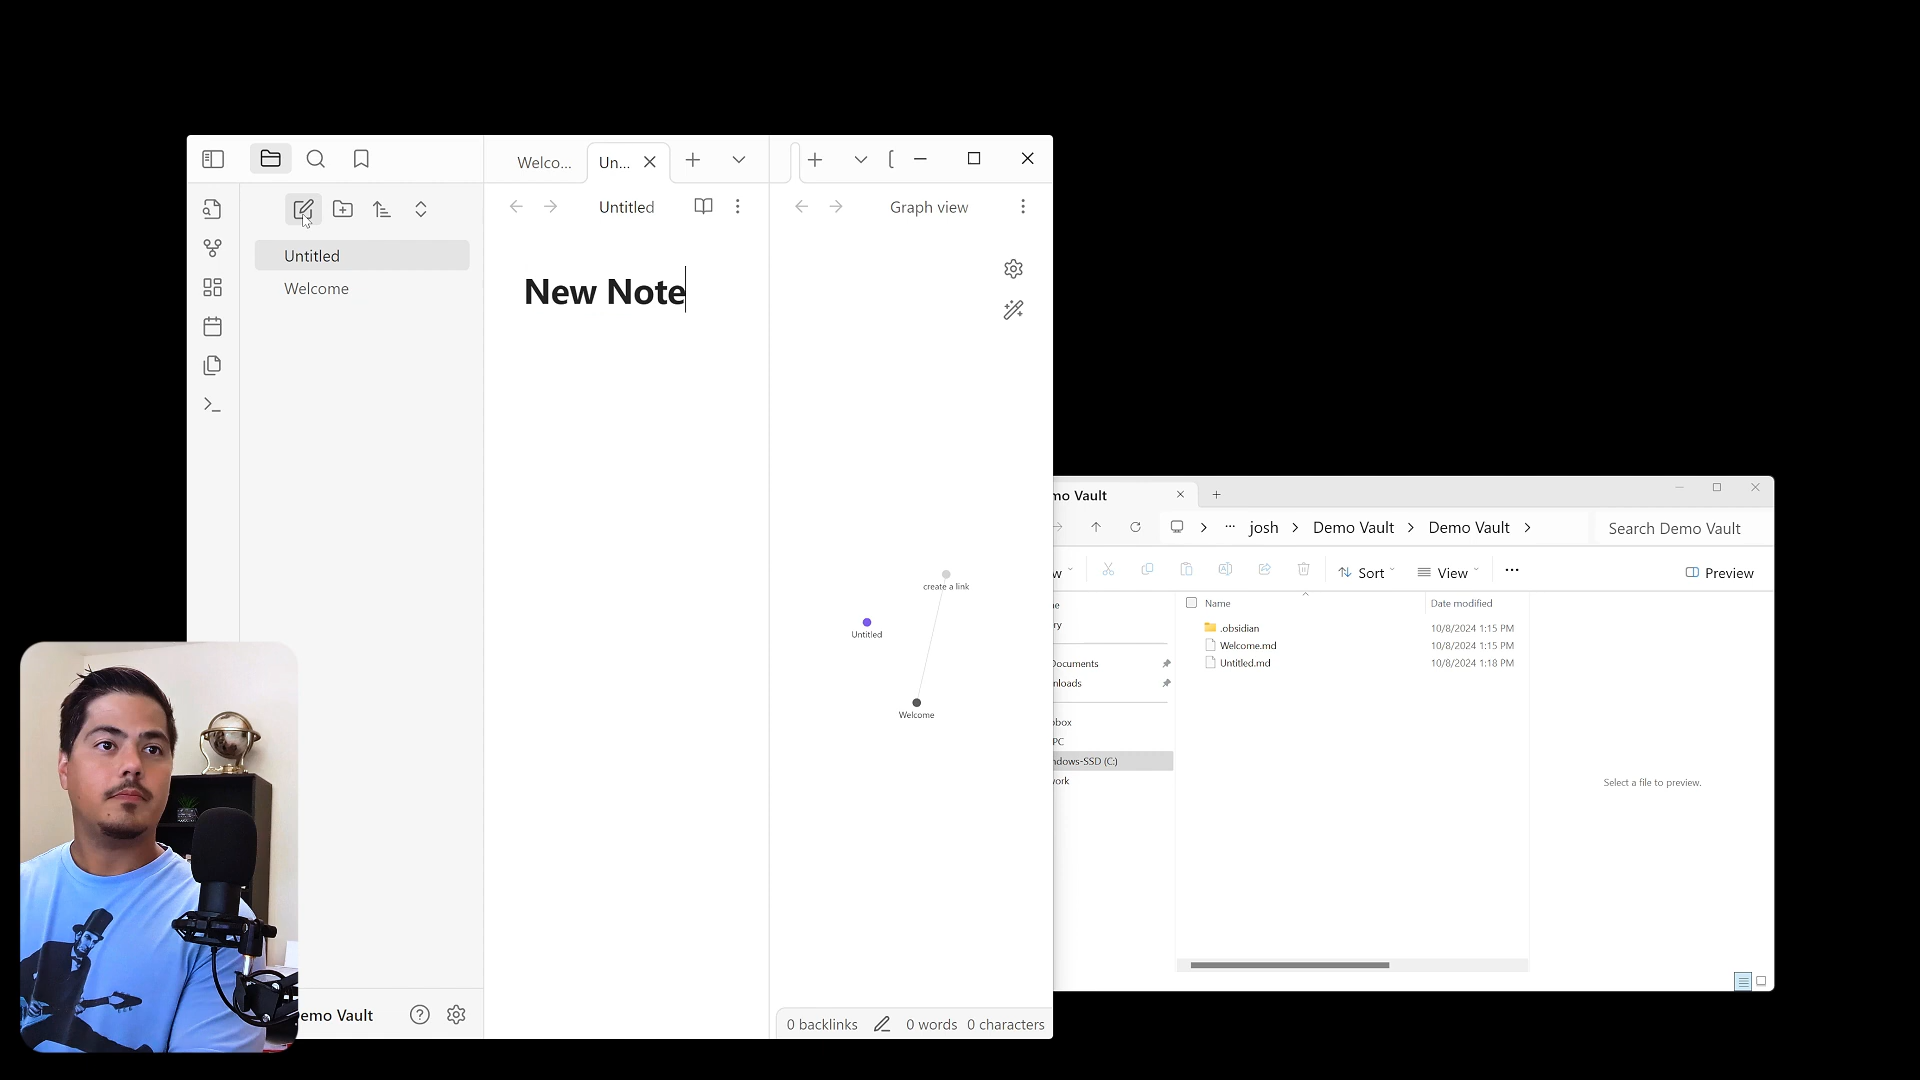 Welco...
Un...
Untitled
Graph view
Untitled
Welcome
New Note
create a link
Untitled
Welcome
emo Vault
0 backlinks
0 words
0 characters
mo Vault
josh
Demo Vault
Demo Vault
Search Demo Vault
w
Sort
View
Preview
Name
Date modified
.obsidian
10/8/2024 1:15 PM
Welcome.md
10/8/2024 1:15 PM
Untitled.md
10/8/2024 1:18 PM
ne
ry
Documents
nloads
pbox
PC
ndows-SSD (C:)
work
Select a file to preview.